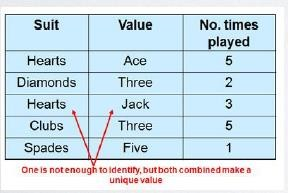 Suit Value No. times played
Hearts Ace 5
Diamonds Three 2
Hearts Jack 3
Clubs Three 5
Spades Five 1
One is not enough to identify, but both combined make a
unique value